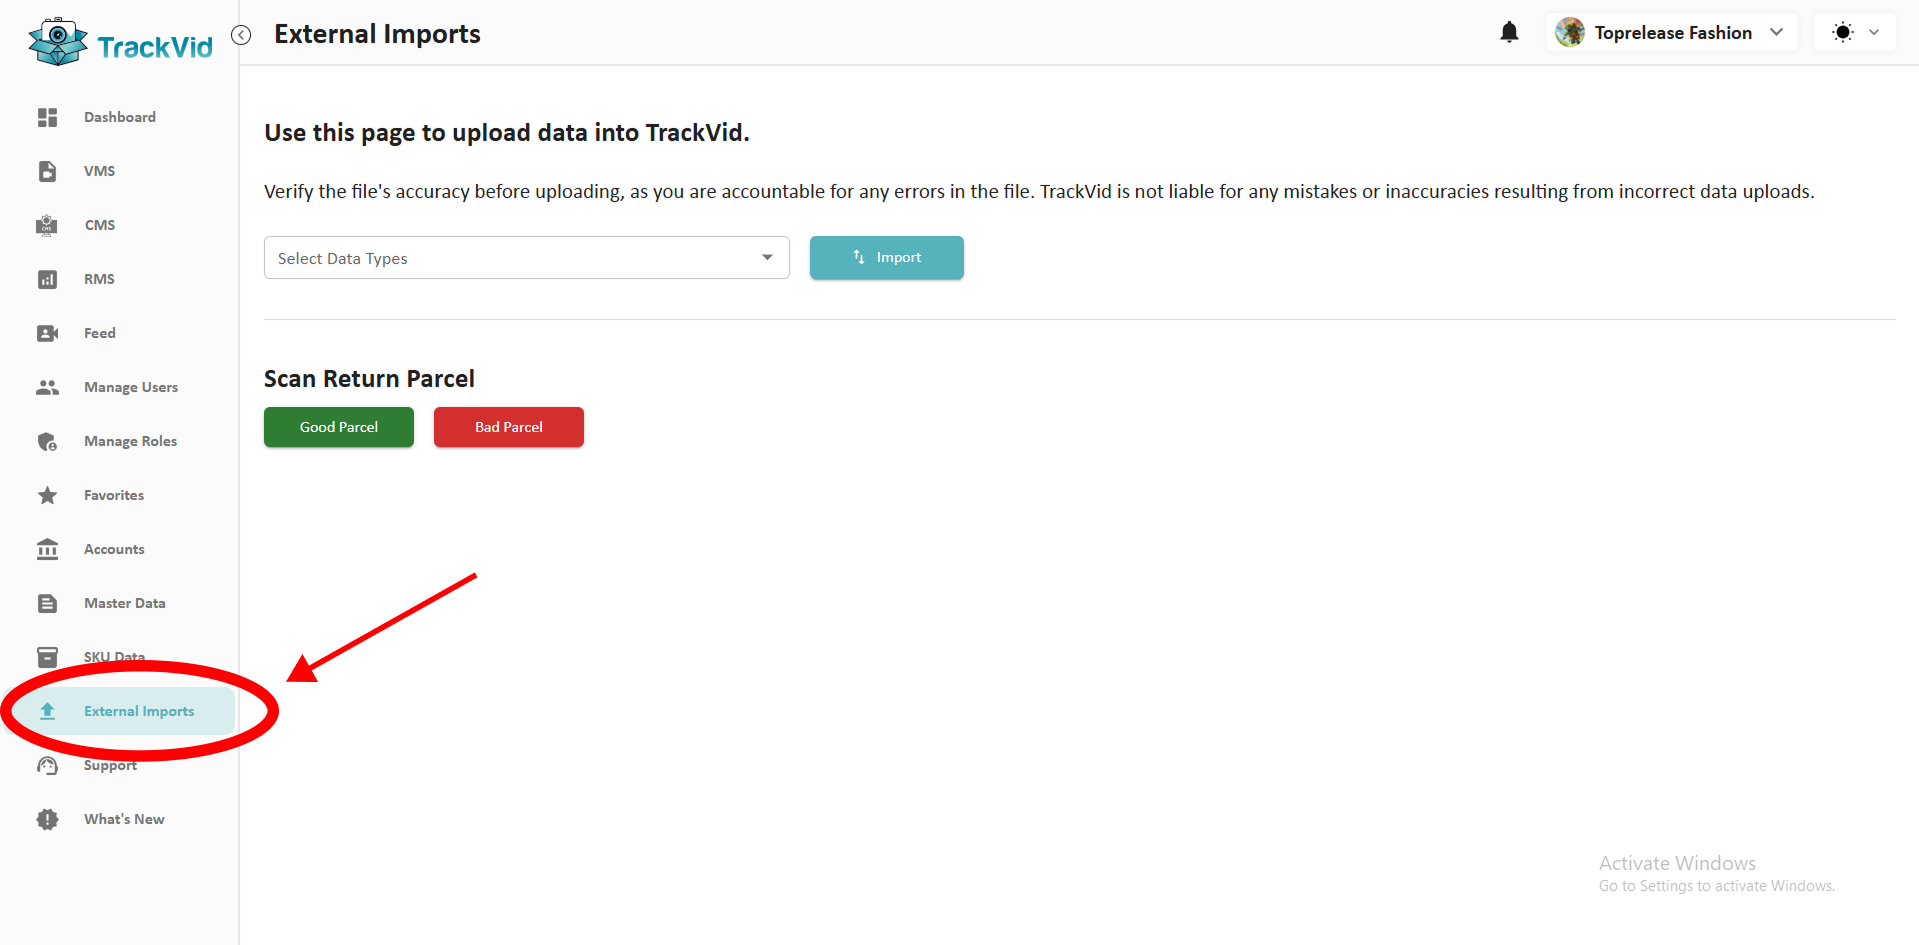 TrackVid
External Imports
Toprelease Fashion
Dashboard
VMS
CMS
RMS
Feed
Manage Users
Manage Roles
Favorites
Accounts
Master Data
SKU Data
External Imports
Support
What's New
Use this page to upload data into TrackVid.
Verify the file's accuracy before uploading, as you are accountable for any errors in the file. TrackVid is not liable for any mistakes or inaccuracies resulting from incorrect data uploads.
Select Data Types
Import
Scan Return Parcel
Good Parcel
Bad Parcel
Activate Windows
Go to Settings to activate Windows.